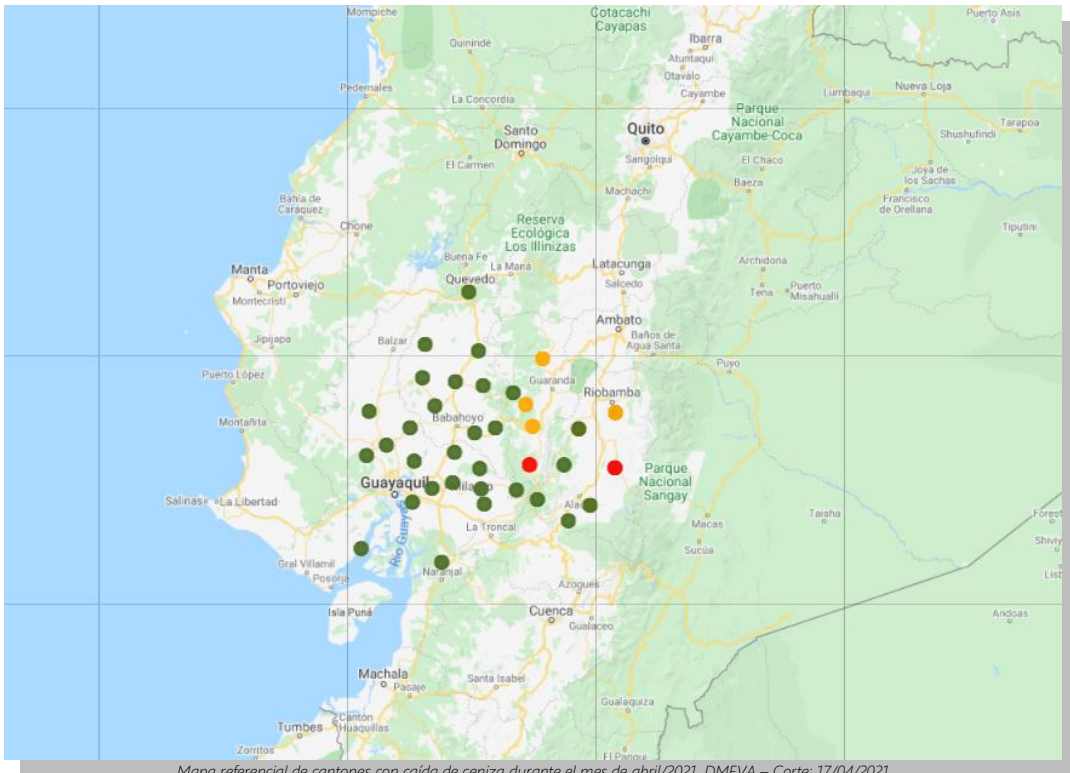 Mompiche
Cotacachi
Cayapas
Puerto Asis
Quinindé
Ibarra
Atuntaqui
Otavalo
Pedernales
La Concordia
Cayambe
Lumbaqui
Nueva Loja
Parque
Nacional
Cayambe-Coca
Tarapoa
Santo
Domingo
Quito
Shushufindi
El Carmen
Sangolqui
El Chaco
Joya de
los Sachas
Machachi
Baeza
Francisco
de Orellana
Bahía de
Caráquez
Reserva
Ecológica
Los Illinizas
Chone
Tiputini
Buena Fe
La Maná
Latacunga
Archidona
Manta
Portoviejo
Quevedo
Salcedo
Tena
Puerto
Misahualli
Montecristi
Ambato
Jipijapa
Balzar
Baños de
Agua Santa
Puyo
Puerto López
Guaranda
Riobamba
Montañita
Babahoyo
Parque
Nacional
Sangay
Guayaquil
Salinas
La Libertad
Taisha
Macas
La Troncal
Río Guayas
Sucúa
Gral Villamil
Posorja
Naranjal
Azogues
Isla Puná
Cuenca
Gualaceo
Andoas
Machala
Pasaje
Santa Isabel
Gualaquiza
Tumbes
Cantón
Huaquillas
Zorritos
El Pangui
Mapa referencial de cantones con caída de ceniza durante el mes de abril/2021. DMEVA – Corte: 17/04/2021